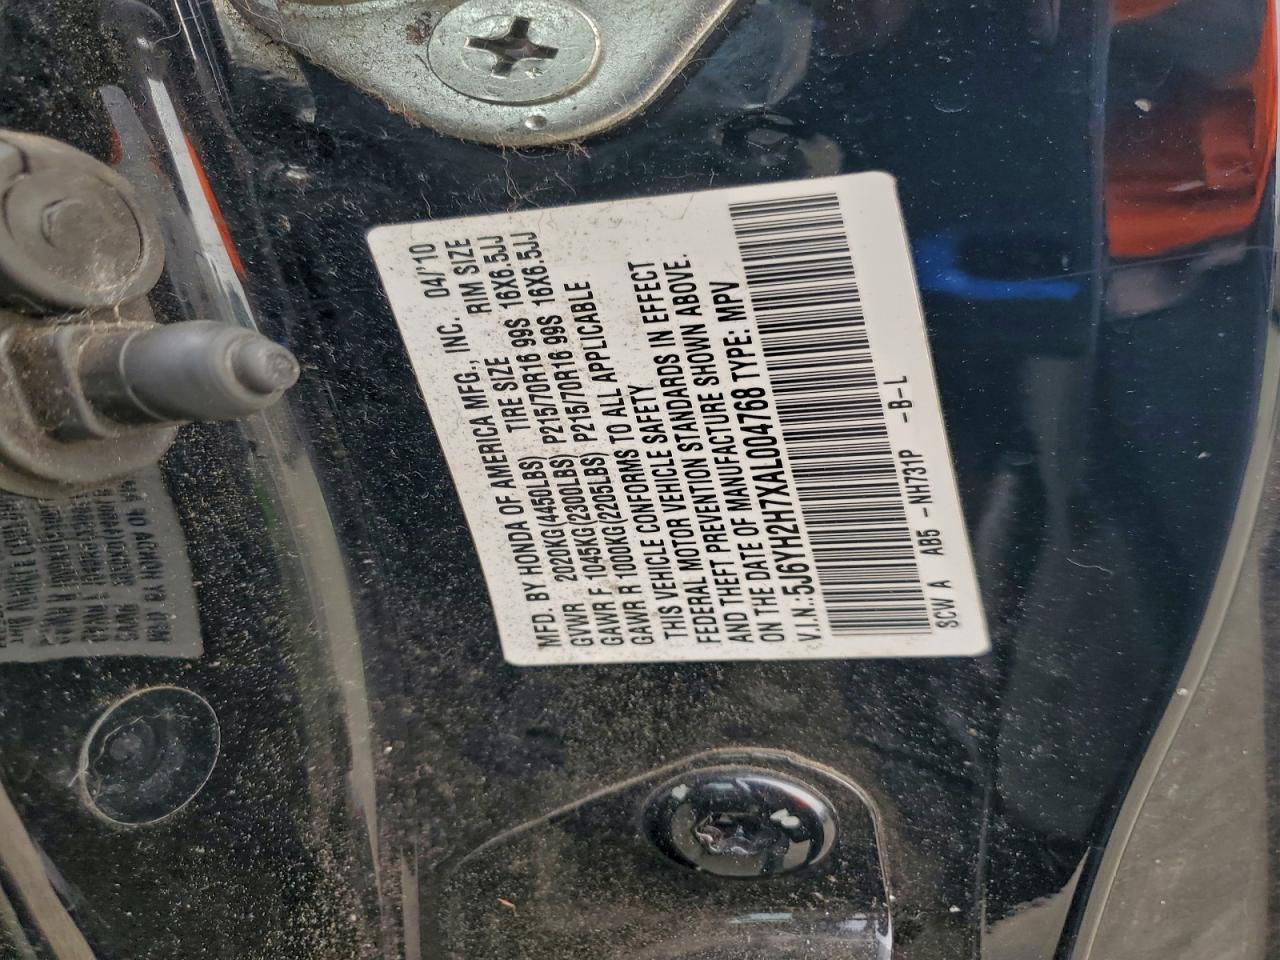 MFD. BY HONDA OF AMERICA MFG., INC. 04/'10
GVWR 2020KG(4450LBS) TIRE SIZE RIM SIZE
GAWR F 1045KG(2300LBS) P215/70R16 99S 16X6.5JJ
GAWR R 1000KG(2205LBS) P215/70R16 99S 16X6.5JJ
THIS VEHICLE CONFORMS TO ALL APPLICABLE
FEDERAL MOTOR VEHICLE SAFETY
AND THEFT PREVENTION STANDARDS IN EFFECT
ON THE DATE OF MANUFACTURE SHOWN ABOVE.
V.I.N.: 5J6YH2H7XAL004768 TYPE: MPV
SCW A AB5 -NH731P -B-L